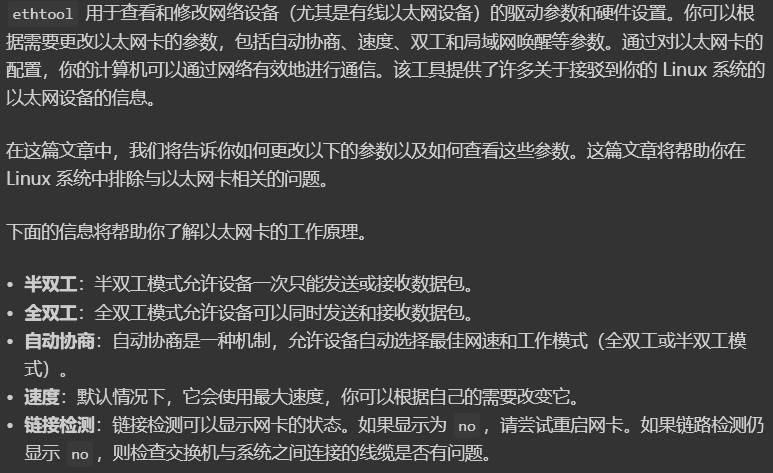 ethtool 用于查看和修改网络设备（尤其是有线以太网设备）的驱动参数和硬件设置。你可以根
据需要更改以太网卡的参数，包括自动协商、速度、双工和局域网唤醒等参数。通过对以太网卡的
配置，你的计算机可以通过网络有效地进行通信。该工具提供了许多关于接驳到你的 Linux 系统的
以太网设备的信息。
在这篇文章中，我们将告诉你如何更改以下的参数以及如何查看这些参数。这篇文章将帮助你在
Linux 系统中排除与以太网卡相关的问题。
下面的信息将帮助你了解以太网卡的工作原理。
• 半双工：半双工模式允许设备一次只能发送或接收数据包。
• 全双工：全双工模式允许设备可以同时发送和接收数据包。
• 自动协商：自动协商是一种机制，允许设备自动选择最佳网速和工作模式（全双工或半双工模
式）。
• 速度：默认情况下，它会使用最大速度，你可以根据自己的需要改变它。
• 链接检测：链接检测可以显示网卡的状态。如果显示为 no，请尝试重启网卡。如果链路检测仍
显示 no，则检查交换机与系统之间连接的线缆是否有问题。